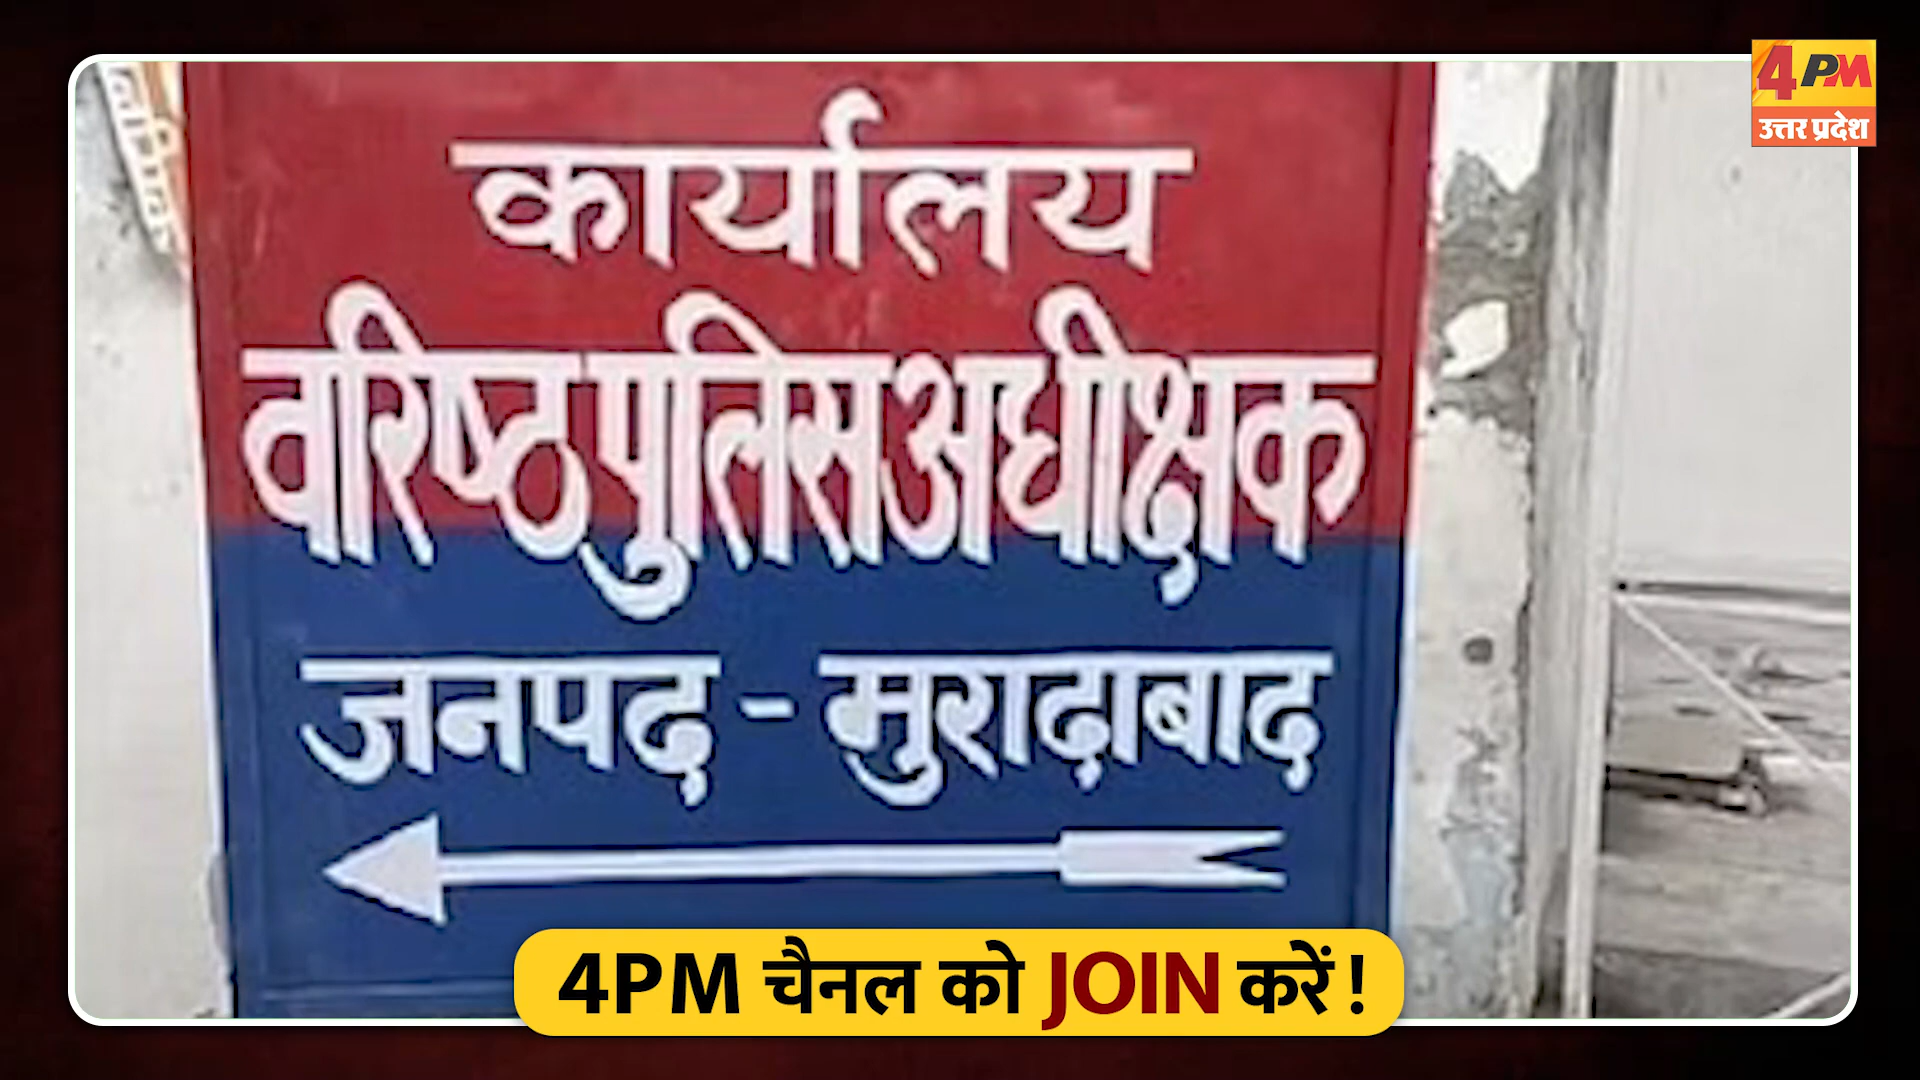 4PM
उत्तर प्रदेश
कार्यालय
वरिष्ठ पुलिस अधीक्षक
जनपद - मुरादाबाद
4PM चैनल को JOIN करें !